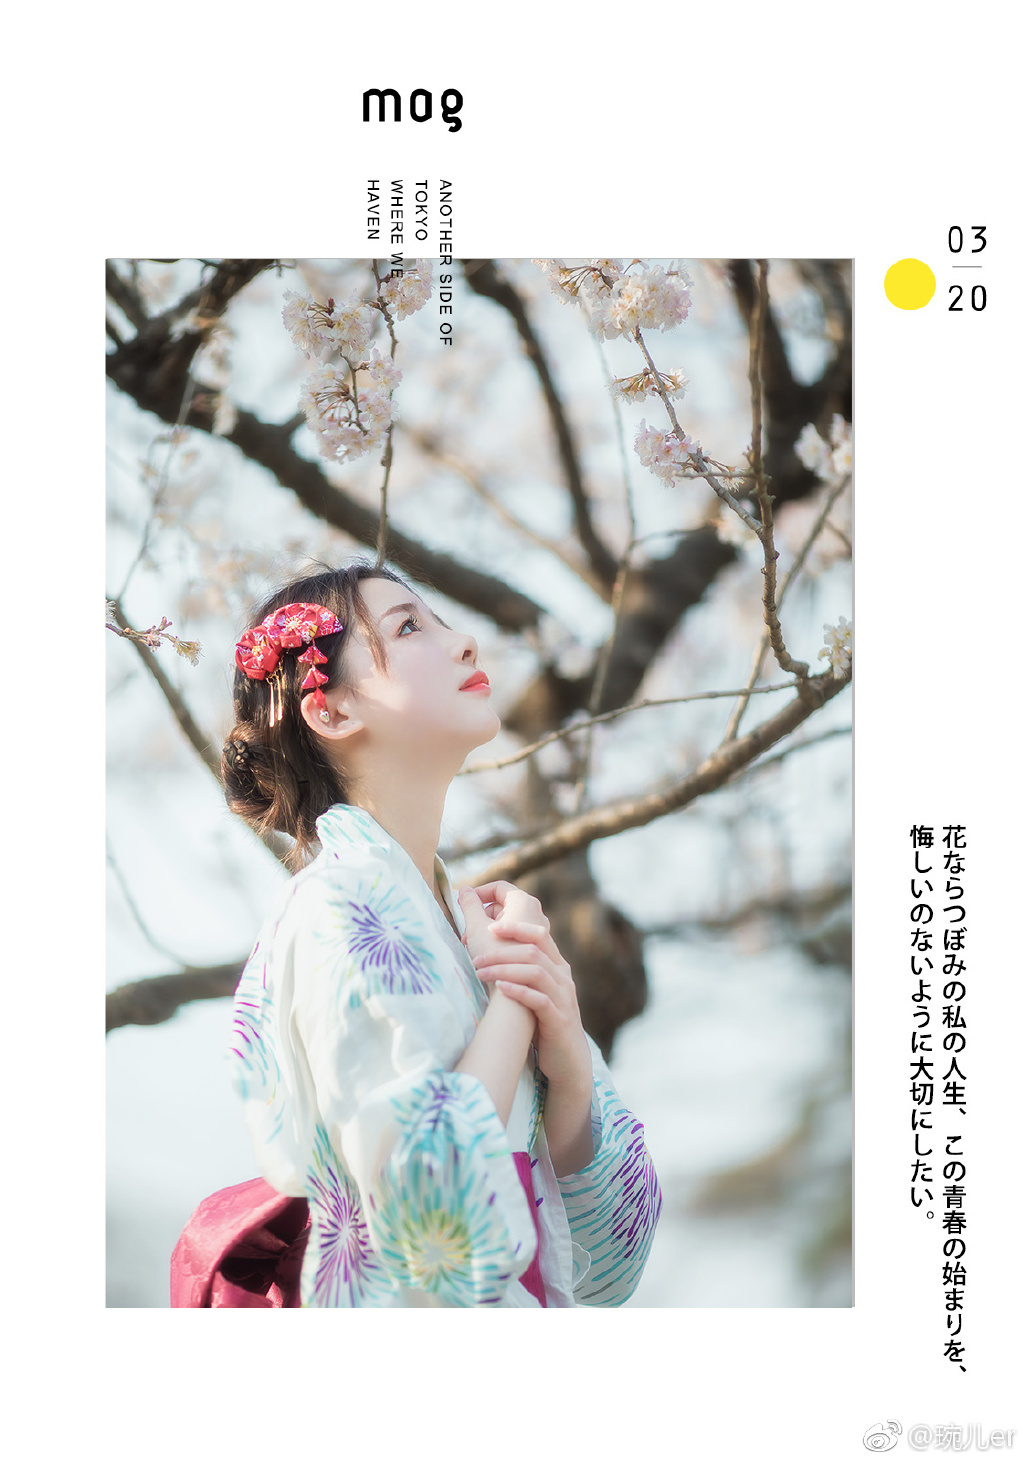 mag
ANOTHER SIDE OF
TOKYO
WHERE WE
HAVEN
03
20
花ならつぼみの私の人生、この青春の始まりを、
悔しいのないように大切にしたい。
@琬儿er